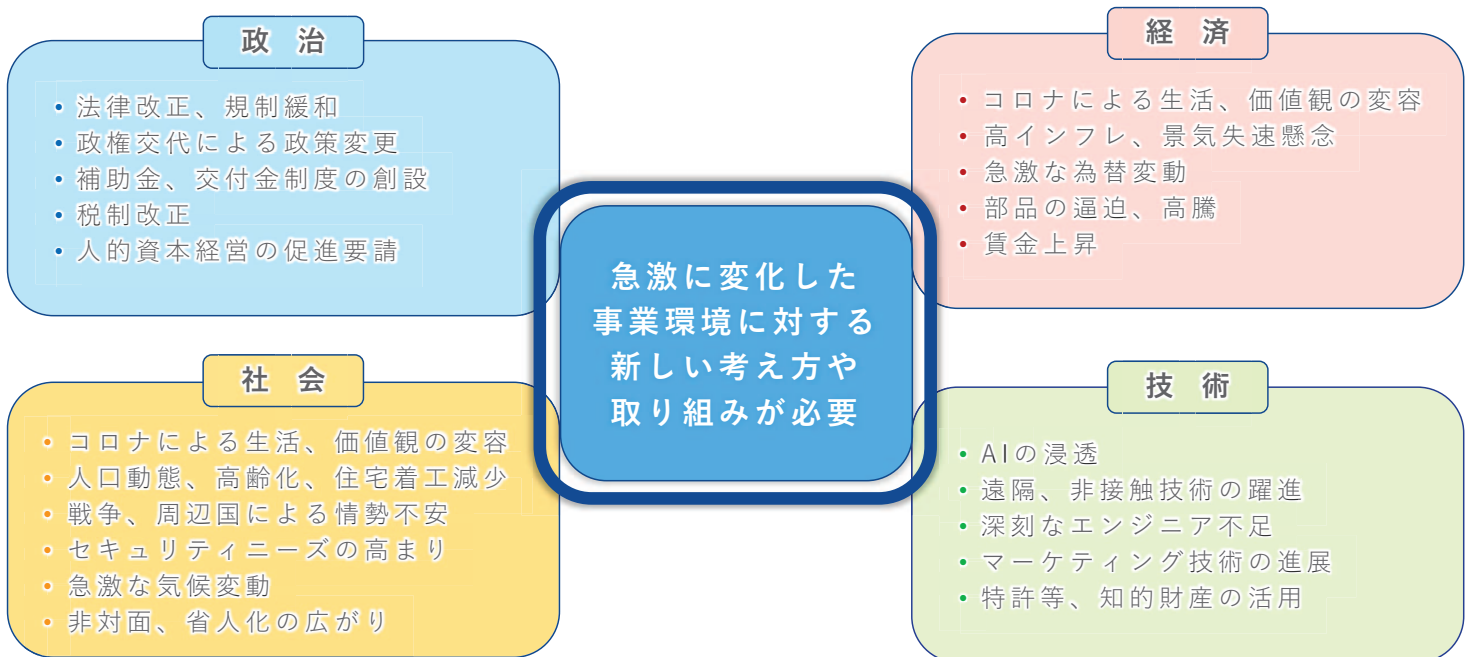 政 治
・法律改正、規制緩和
・政権交代による政策変更
・補助金、交付金制度の創設
・税制改正
・人的資本経営の促進要請
経 済
・コロナによる生活、価値観の変容
・高インフレ、景気失速懸念
・急激な為替変動
・部品の逼迫、高騰
・賃金上昇
急激に変化した
事業環境に対する
新しい考え方や
取り組みが必要
社 会
・コロナによる生活、価値観の変容
・人口動態、高齢化、住宅着工減少
・戦争、周辺国による情勢不安
・セキュリティニーズの高まり
・急激な気候変動
・非対面、省人化の広がり
技 術
・AIの浸透
・遠隔、非接触技術の躍進
・深刻なエンジニア不足
・マーケティング技術の進展
・特許等、知的財産の活用